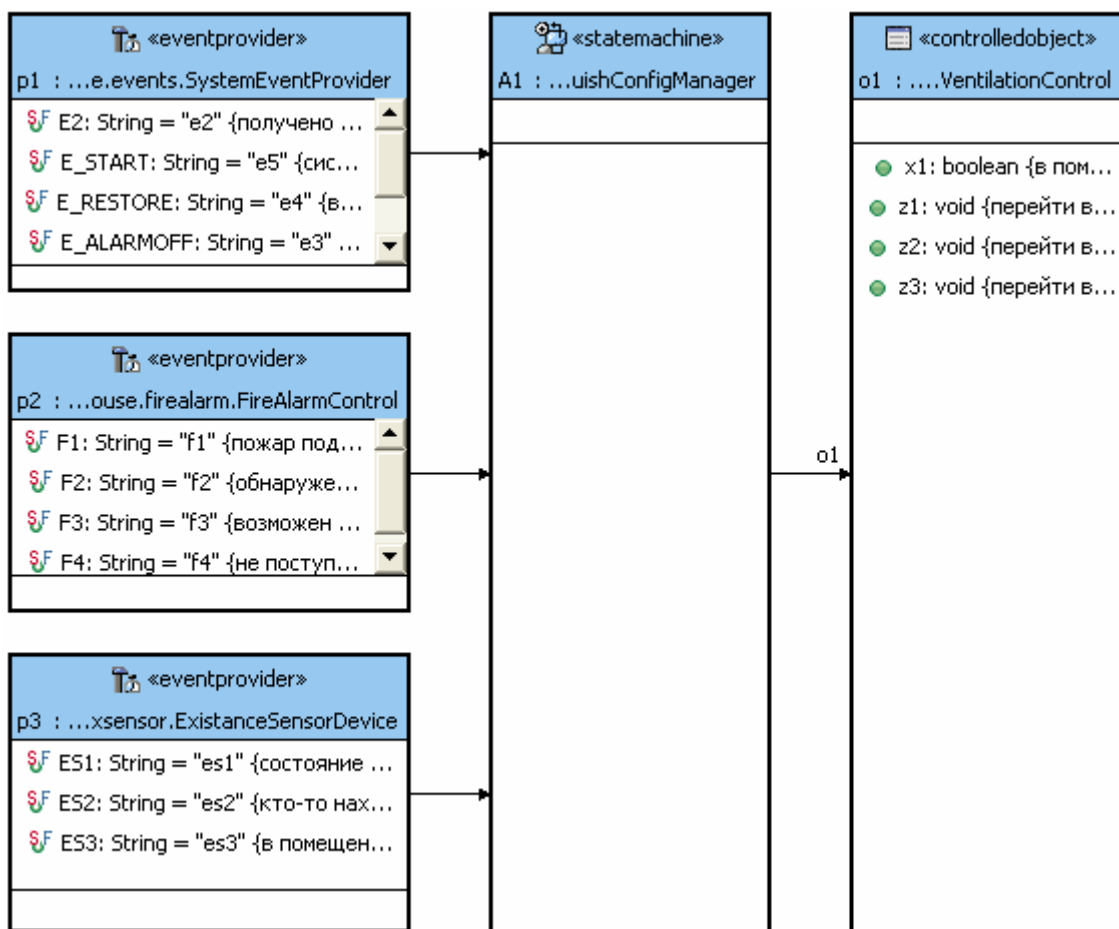 «eventprovider»
p1 : ...e.events.SystemEventProvider
E2: String = "e2" {получено ...
E_START: String = "e5" {сис...
E_RESTORE: String = "e4" {в...
E_ALARMOFF: String = "e3" ...
«eventprovider»
p2 : ...ouse.firealarm.FireAlarmControl
F1: String = "f1" {пожар под...
F2: String = "f2" {обнаруже...
F3: String = "f3" {возможен ...
F4: String = "f4" {не поступ...
«eventprovider»
p3 : ...xsensor.ExistanceSensorDevice
ES1: String = "es1" {состояние ...
ES2: String = "es2" {кто-то нах...
ES3: String = "es3" {в помещен...
«statemachine»
A1 : ...uishConfigManager
o1
«controlledobject»
o1 : ....VentilationControl
x1: boolean {в пом...
z1: void {перейти в...
z2: void {перейти в...
z3: void {перейти в...